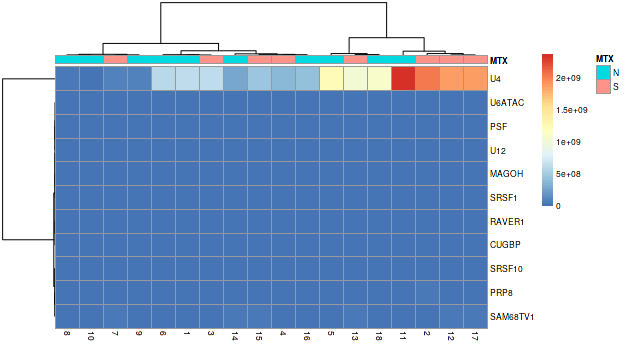 MTX
U4
U6ATAC
PSF
U12
MAGOH
SRSF1
RAVER1
CUGBP
SRSF10
PRP8
SAM68TV1
8 10 7 9 6 1 3 14 15 4 16 5 13 18 11 2 12 17
2e+09
1.5e+09
1e+09
5e+08
0
MTX
N
S